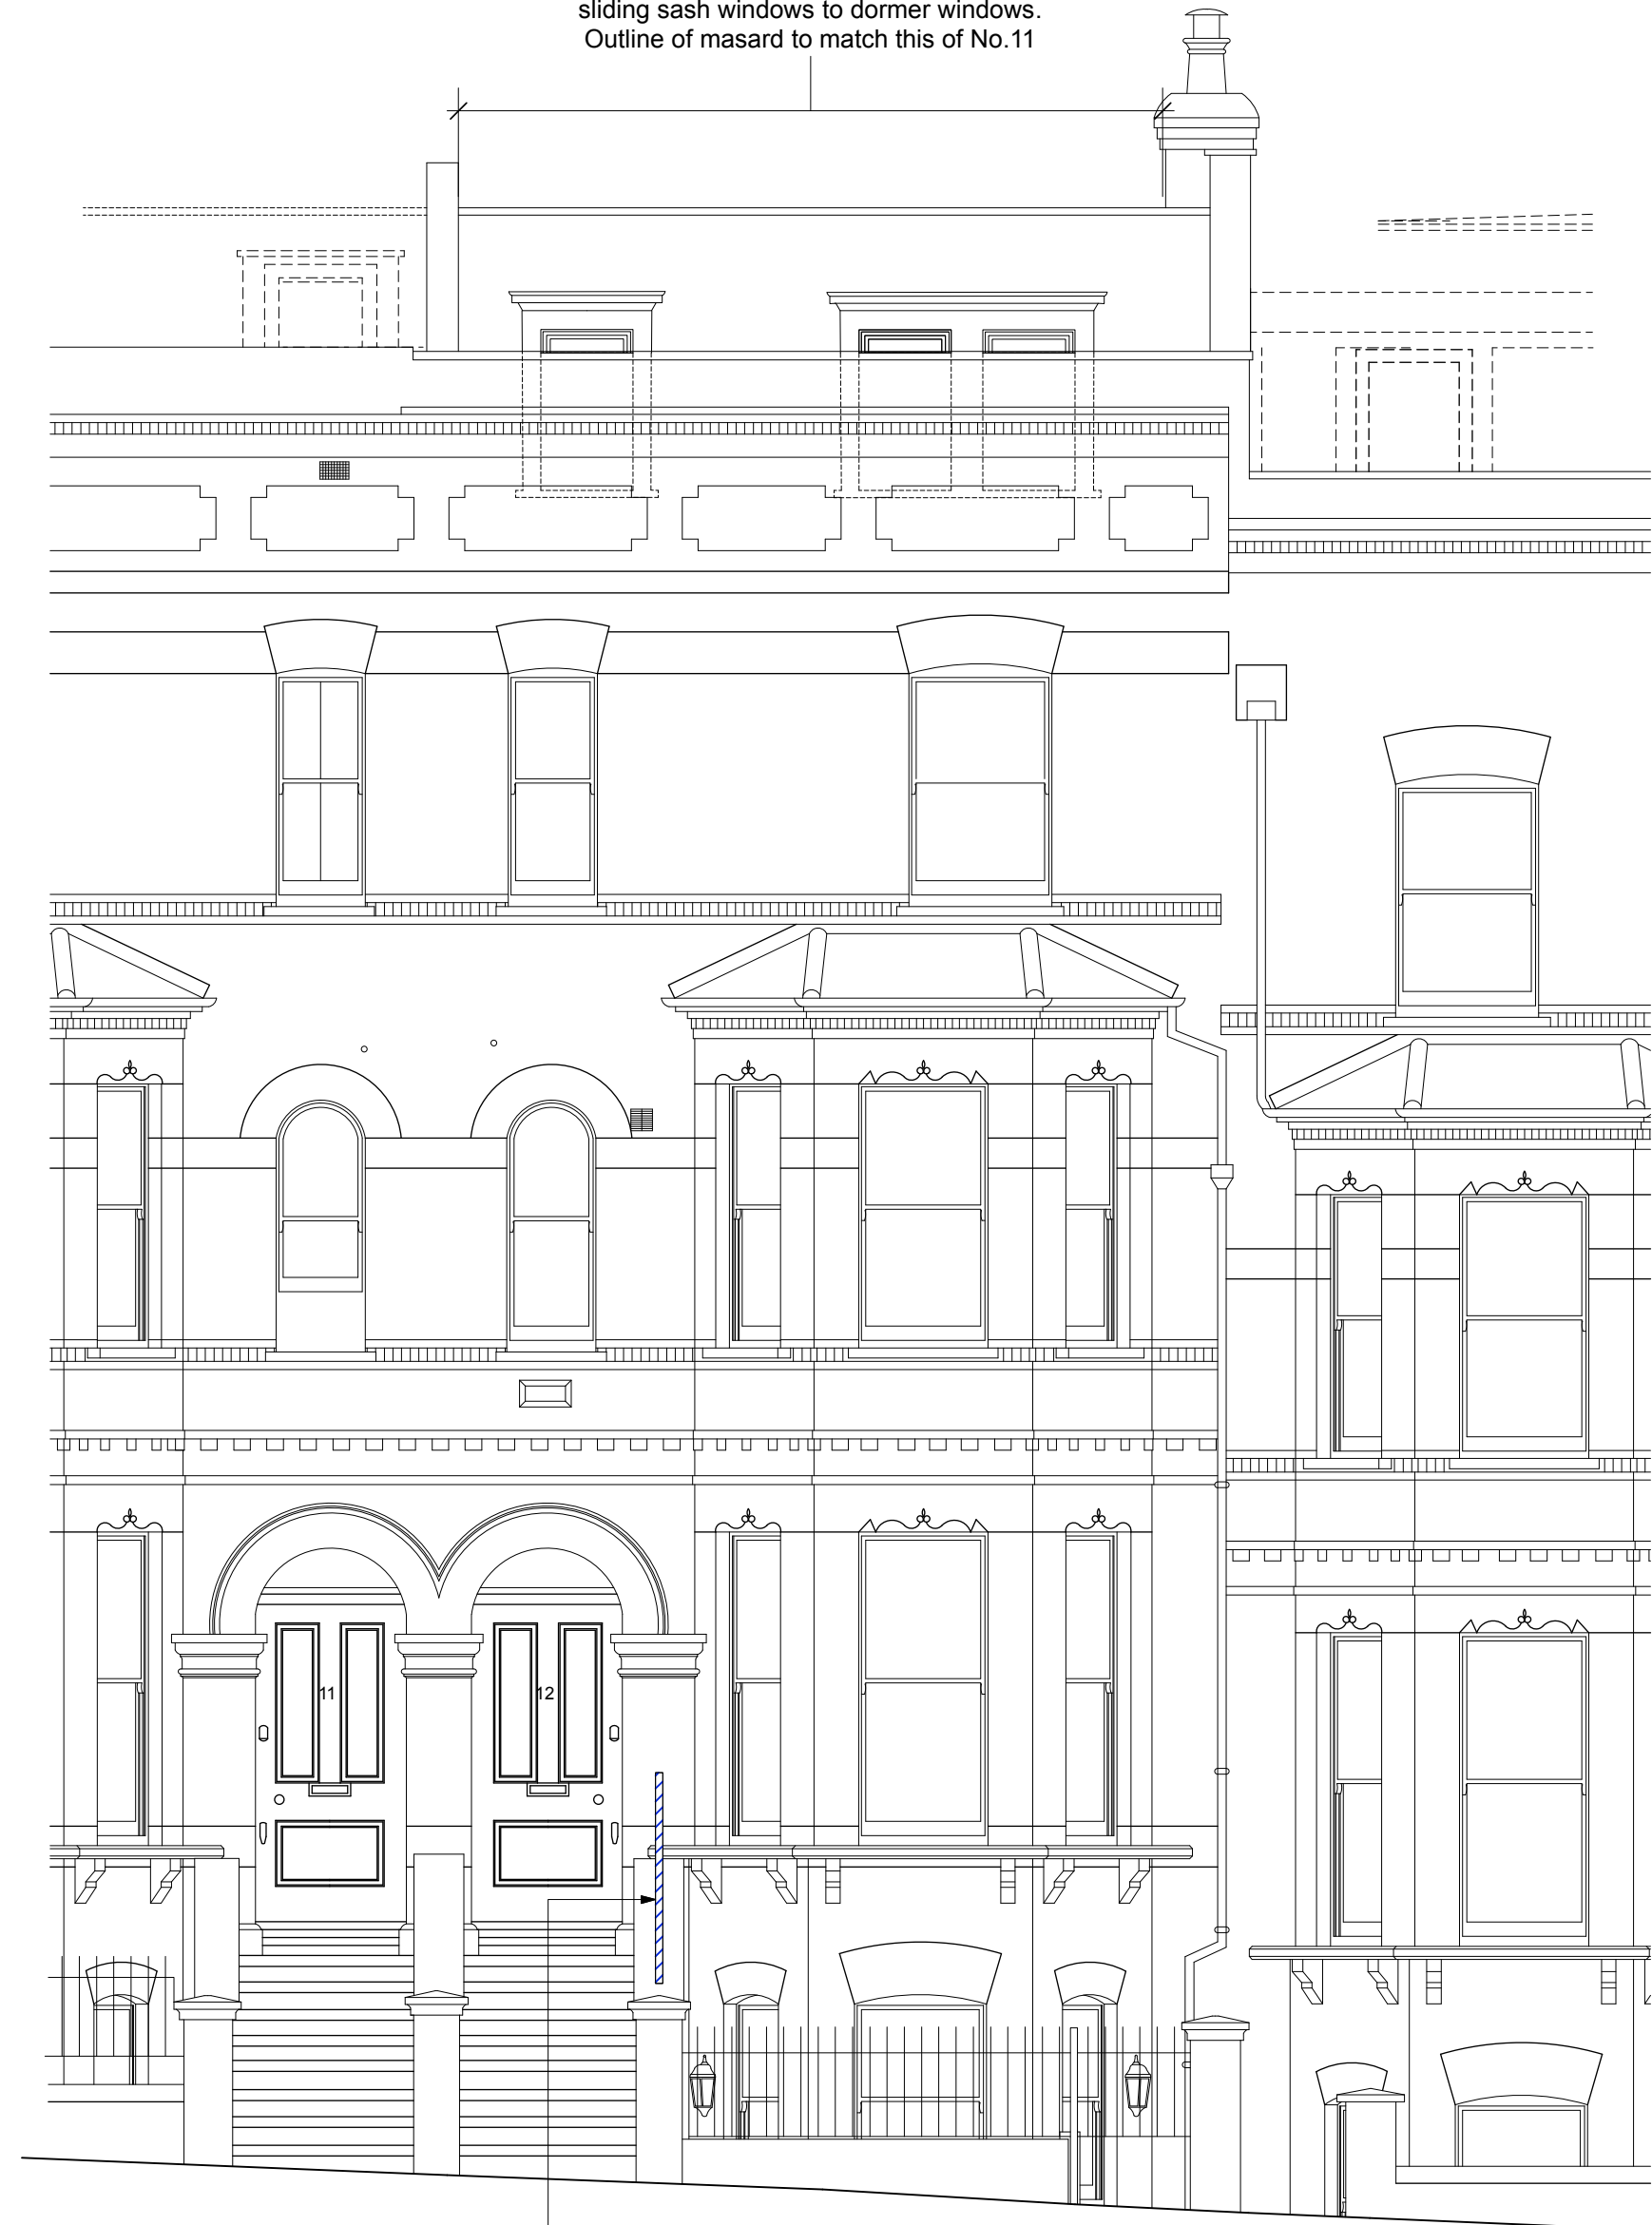 sliding sash windows to dormer windows.
Outline of masard to match this of No.11
11
12